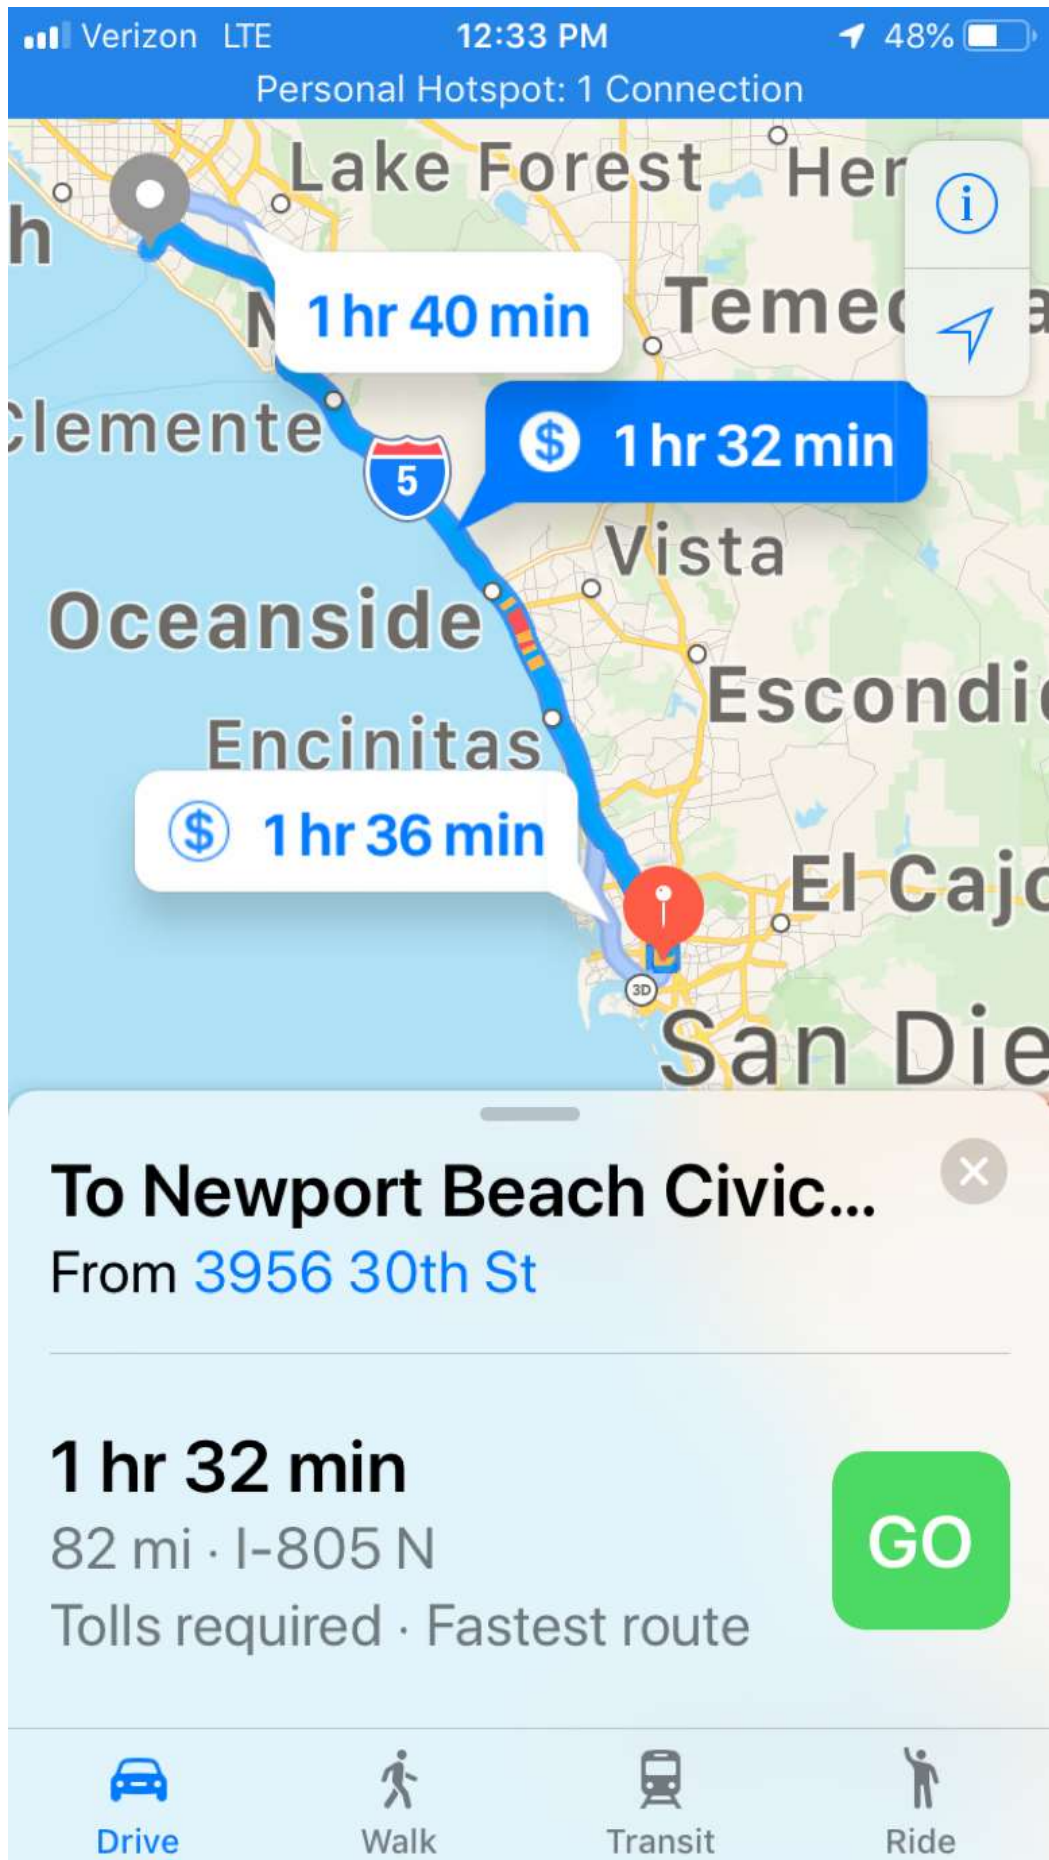 Verizon LTE 12:33 PM 48%
Personal Hotspot: 1 Connection
Lake Forest
Her
h
i
1 hr 40 min
Temec
a
M
Clemente
$ 1 hr 32 min
5
Vista
Oceanside
Escondi
Encinitas
$ 1 hr 36 min
El Cajo
3D
San Die
To Newport Beach Civic...
From 3956 30th St
1 hr 32 min
82 mi · I-805 N
GO
Tolls required · Fastest route
Drive Walk Transit Ride